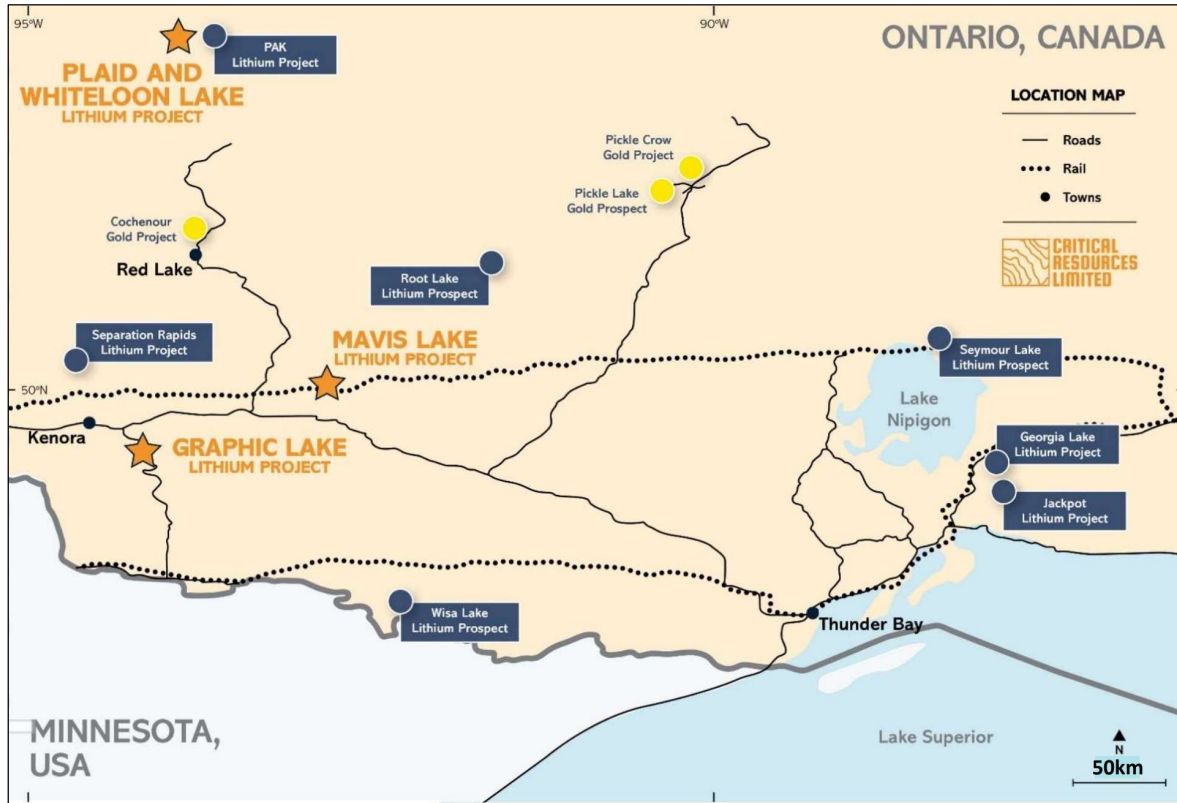 95°W
90°W
ONTARIO, CANADA
PAK
Lithium Project
PLAID AND
WHITELOON LAKE
LITHIUM PROJECT
LOCATION MAP
Roads
Rail
Towns
CRITICAL
RESOURCES
LIMITED
Pickle Crow
Gold Project
Pickle Lake
Gold Prospect
Cochenour
Gold Project
Red Lake
Root Lake
Lithium Prospect
Separation Rapids
Lithium Project
MAVIS LAKE
LITHIUM PROJECT
Seymour Lake
Lithium Prospect
50°N
Lake
Nipigon
Kenora
GRAPHIC LAKE
LITHIUM PROJECT
Georgia Lake
Lithium Project
Jackpot
Lithium Project
Wisa Lake
Lithium Prospect
Thunder Bay
MINNESOTA,
USA
Lake Superior
N
50km